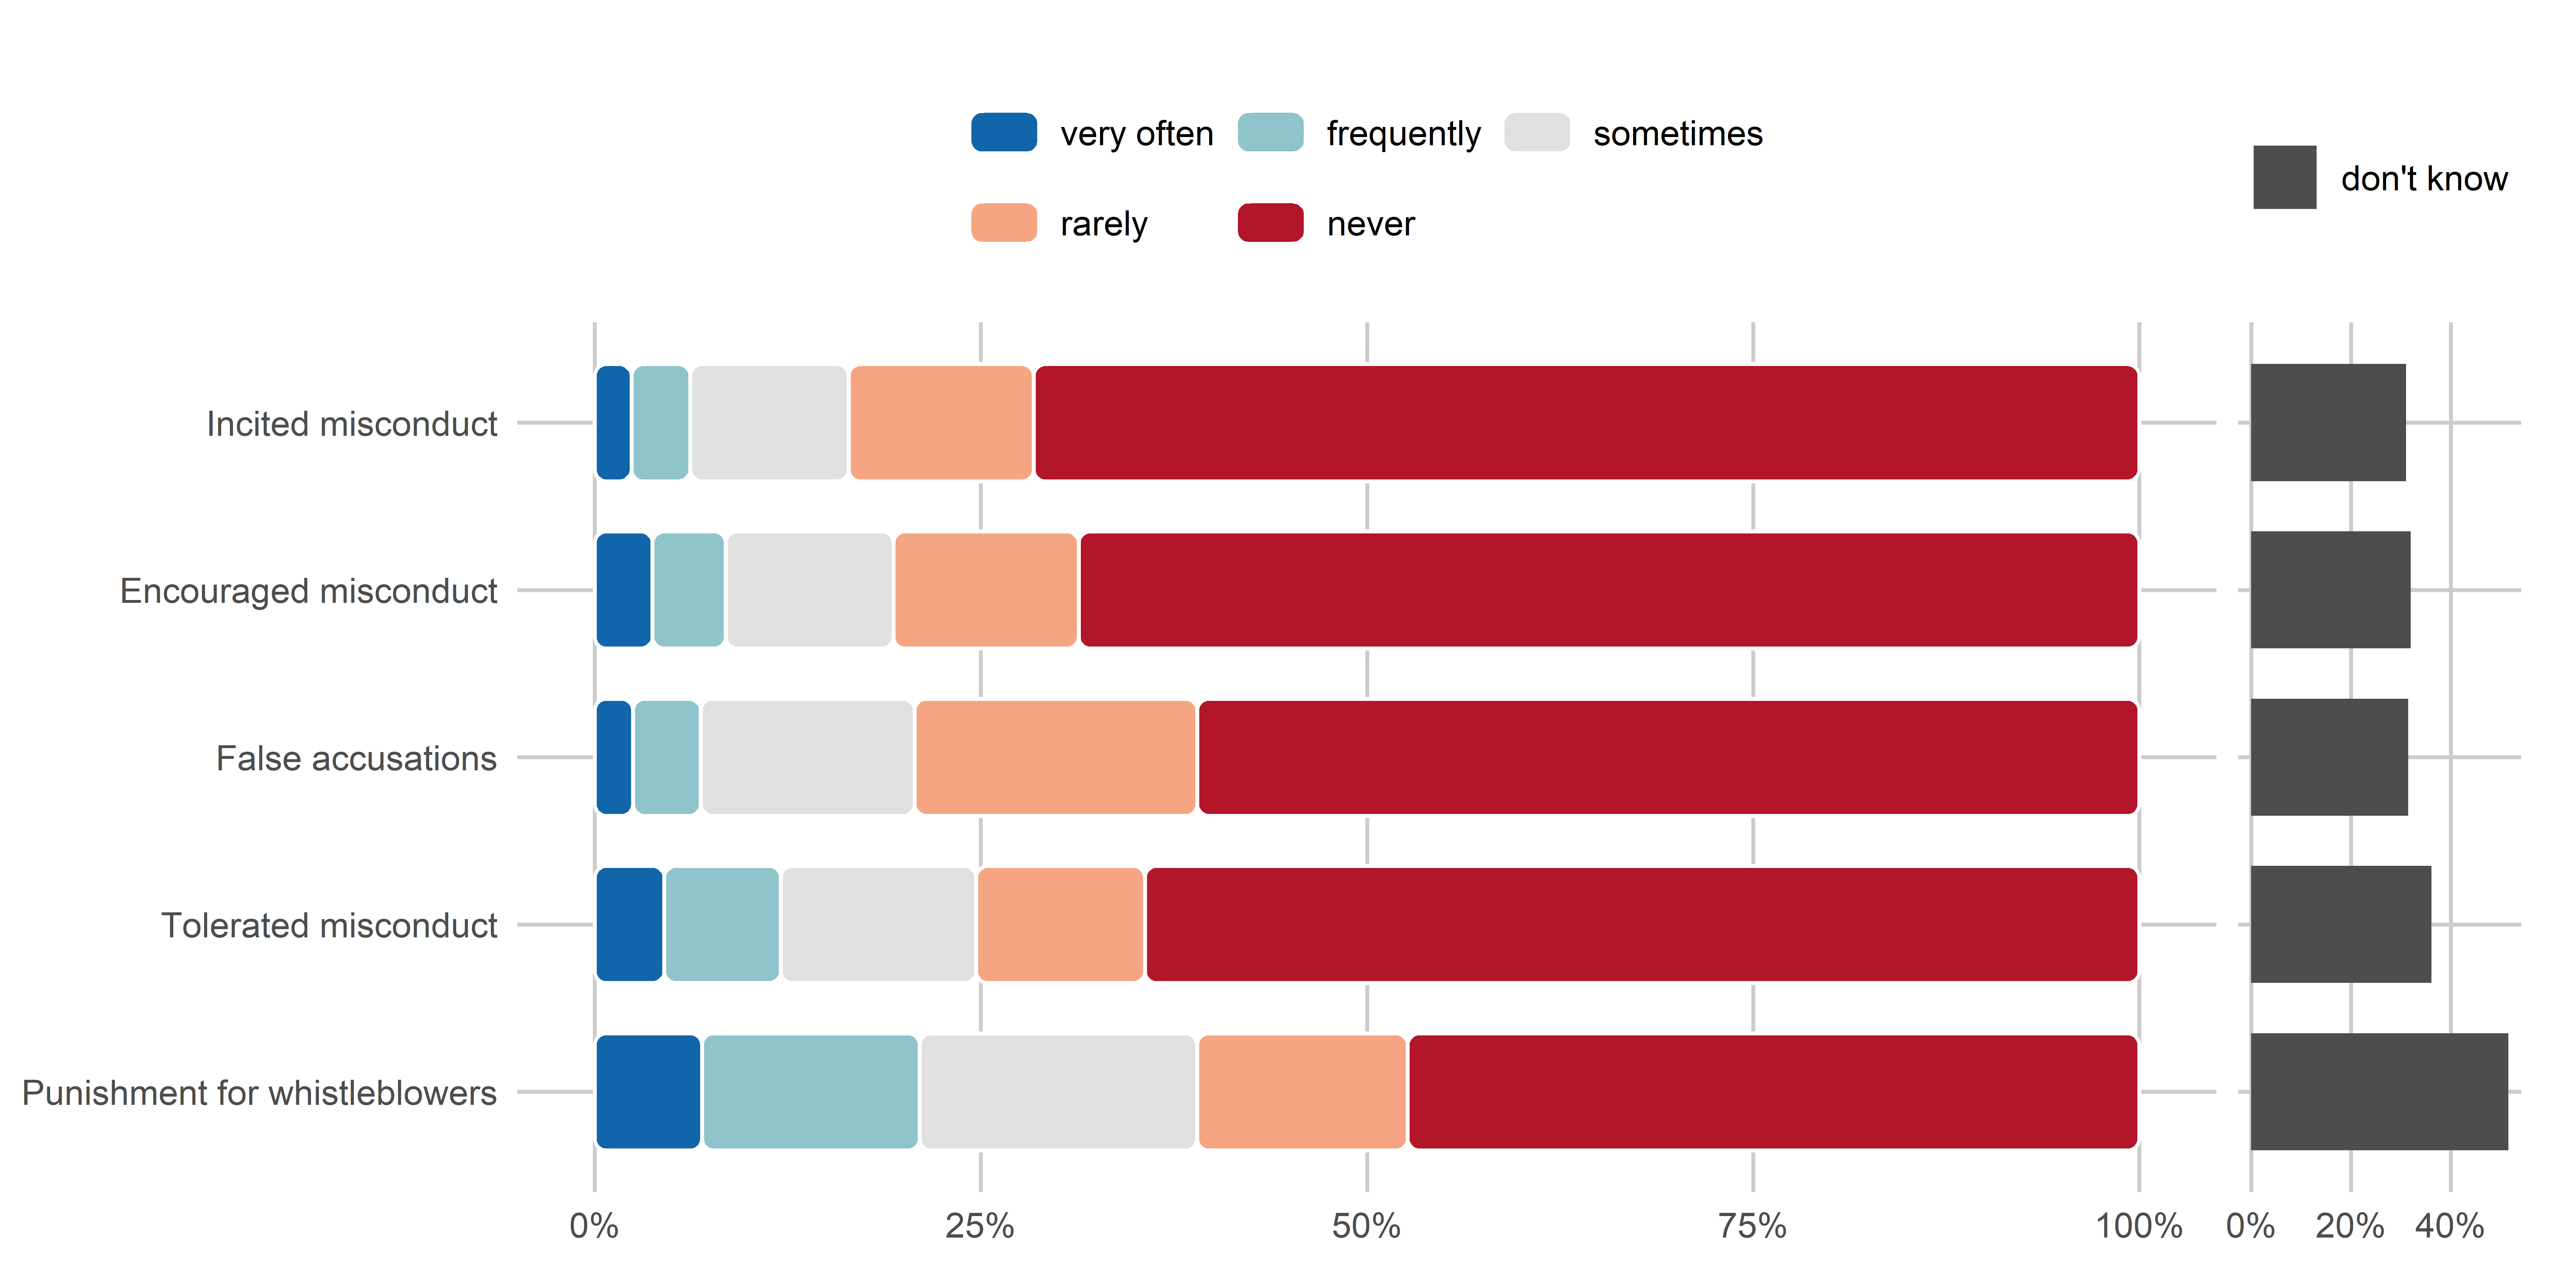 very often frequently sometimes
rarely never
don't know
Incited misconduct
Encouraged misconduct
False accusations
Tolerated misconduct
Punishment for whistleblowers
0% 25% 50% 75% 100% 0% 20% 40%